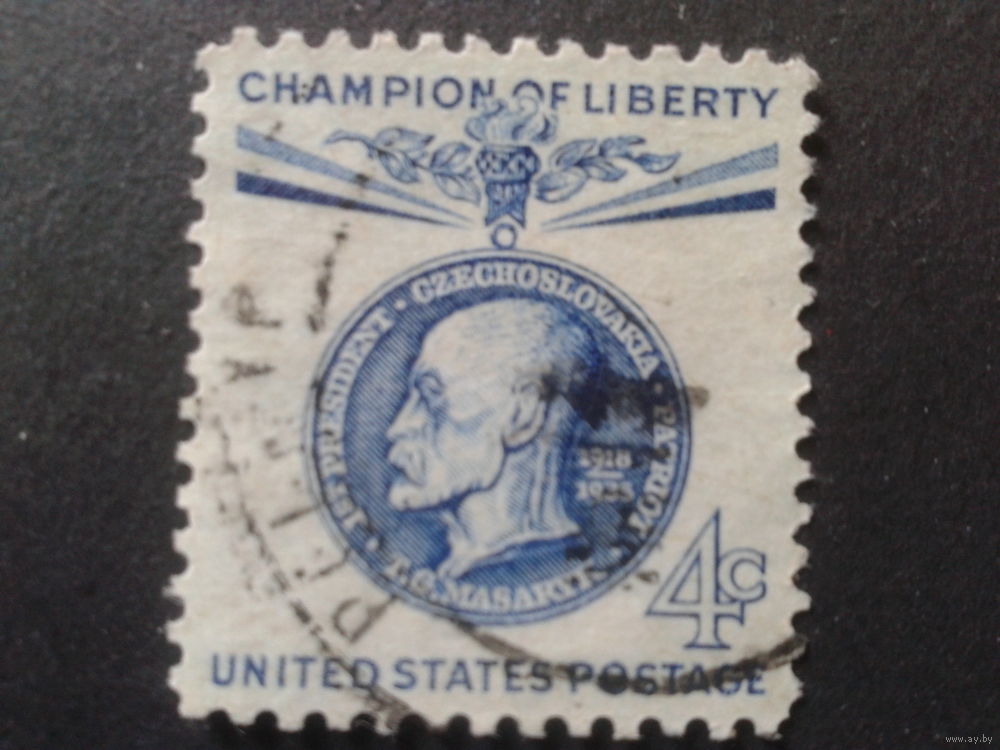 CHAMPION OF LIBERTY
1ST PRESIDENT · CZECHOSLOVAKIA · PATRIOT
T.G. MASARYK
1918
1935
4c
UNITED STATES POSTAGE
www.ay.by